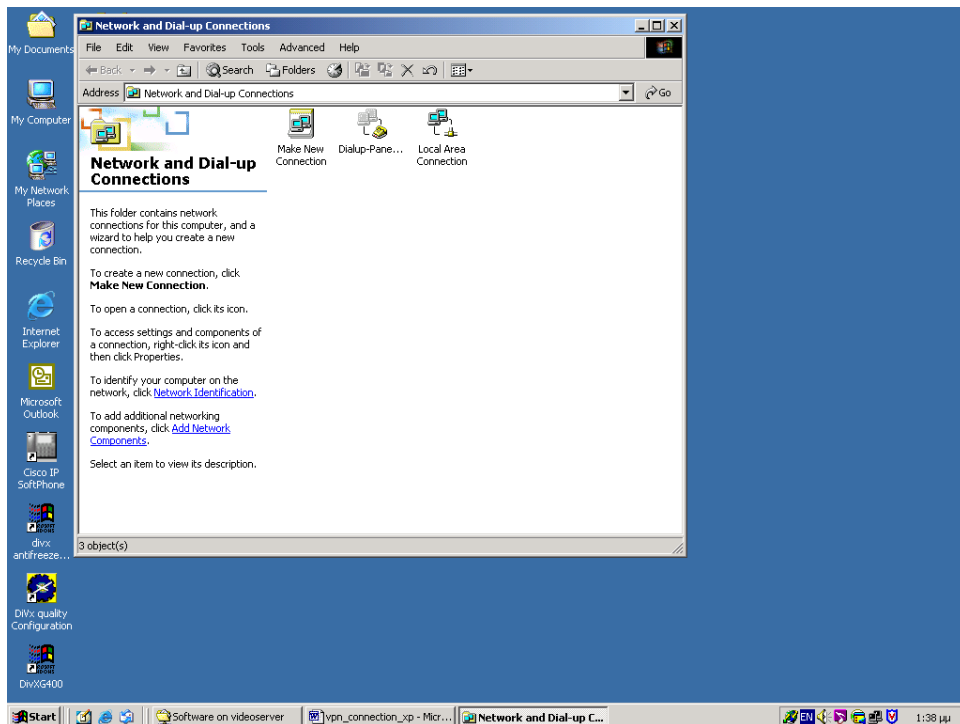 My Documents
My Computer
My Network
Places
Recycle Bin
Internet
Explorer
Microsoft
Outlook
Cisco IP
SoftPhone
divx
antifreeze...
DiVx quality
Configuration
DivXG400
Network and Dial-up Connections
File Edit View Favorites Tools Advanced Help
Back Search Folders
Address Network and Dial-up Connections Go
Network and Dial-up
Connections
This folder contains network
connections for this computer, and a
wizard to help you create a new
connection.
To create a new connection, click
Make New Connection.
To open a connection, click its icon.
To access settings and components of
a connection, right-click its icon and
then click Properties.
To identify your computer on the
network, click Network Identification.
To add additional networking
components, click Add Network
Components.
Select an item to view its description.
Make New
Connection
Dialup-Pane...
Local Area
Connection
3 object(s)
Start Software on videoserver vpn_connection_xp - Micr... Network and Dial-up C... EN 1:38 μμ